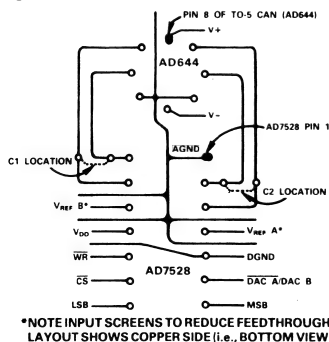 PIN 8 OF TO-5 CAN (AD644)
V+
AD644
V−
AD7528 PIN 1
AGND
C1 LOCATION
C2 LOCATION
VREF B*
VREF A*
VDD
WR
DGND
AD7528
CS
DAC A/DAC B
LSB
MSB
*NOTE INPUT SCREENS TO REDUCE FEEDTHROUGH
LAYOUT SHOWS COPPER SIDE (i.e., BOTTOM VIEW